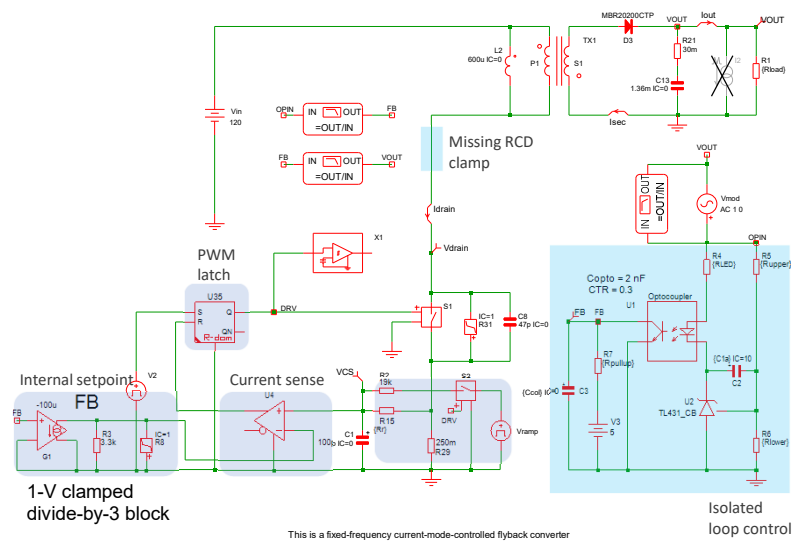 MBR20200CTP
D3
VOUT
Iout
VOUT
L2
600u IC=0
P1
TX1
S1
R21
30m
C13
1.36m IC=0
I2
R1
{Rload}
Isec
Vin
120
OPIN
IN OUT
=OUT/IN
FB
FB
IN OUT
=OUT/IN
VOUT
Missing RCD
clamp
Idrain
Vdrain
VOUT
IN OUT
=OUT/IN
Vmod
AC 1 0
OPIN
PWM
latch
X1
U35
S Q
R
QN
DRV
S1
IC=1
R31
C8
47p IC=0
R4
{RLED}
R5
{Rupper}
Copto = 2 nF
CTR = 0.3
U1
Optocoupler
FB
FB
R7
{Rpullup}
{C1a} IC=10
C2
{Ccol} IC=0
C3
V3
5
U2
TL431_CB
R6
{Rlower}
V2
Internal setpoint
FB
FB
-100u
G1
R3
3.3k
IC=1
R8
Current sense
U4
VCS
R2
19k
R15
{Rr}
C1
100p IC=0
S2
DRV
Vramp
250m
R29
1-V clamped
divide-by-3 block
Isolated
loop control
This is a fixed-frequency current-mode-controlled flyback converter